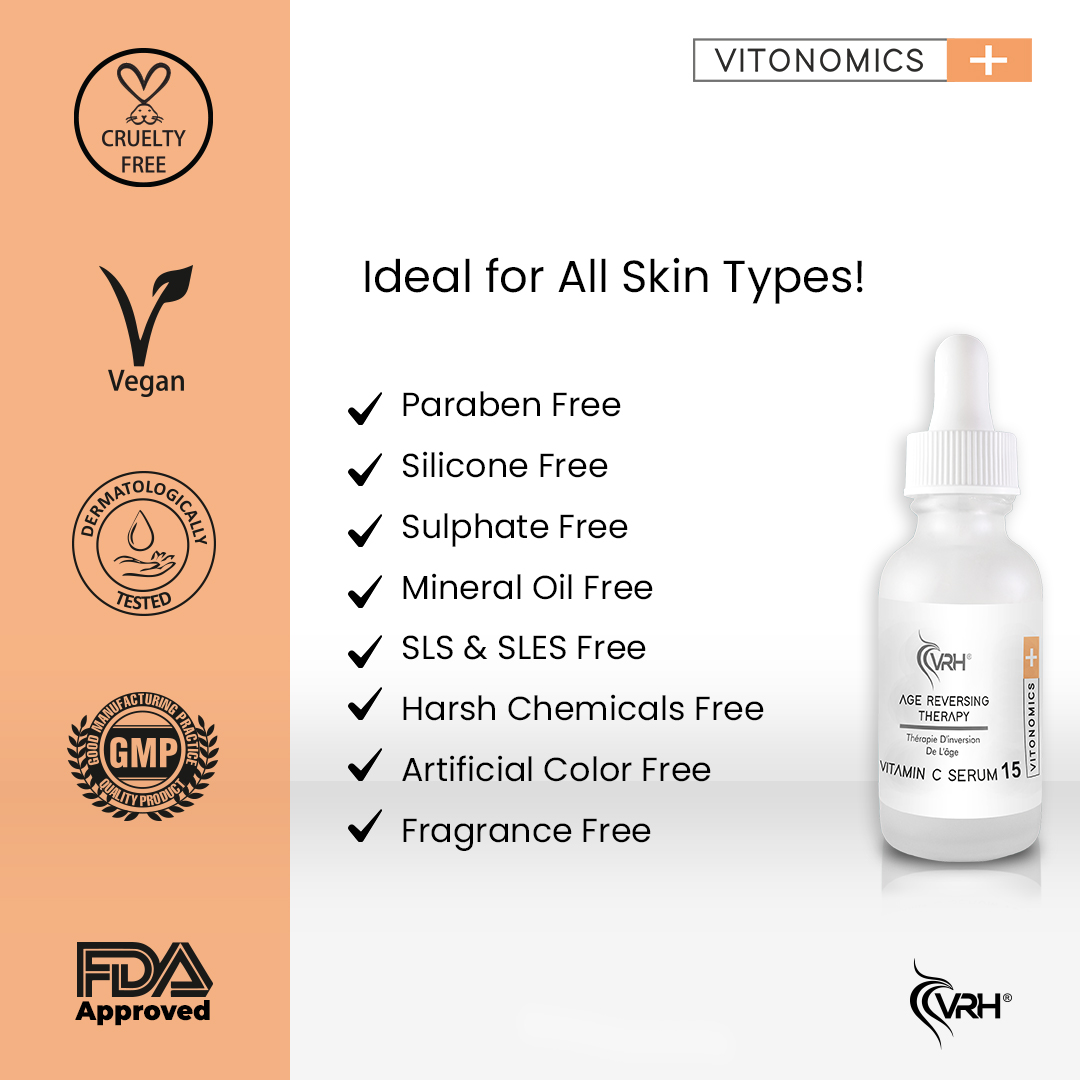 CRUELTY
FREE
Vegan
DERMATOLOGICALLY
TESTED
GOOD MANUFACTURING PRACTICE
GMP
QUALITY PRODUCT
FDA
Approved
VITONOMICS +
Ideal for All Skin Types!
Paraben Free
Silicone Free
Sulphate Free
Mineral Oil Free
SLS & SLES Free
Harsh Chemicals Free
Artificial Color Free
Fragrance Free
VRH®
AGE REVERSING
THERAPY
Thérapie D'inversion
De L'âge
VITAMIN C SERUM 15
VITONOMICS +
VRH®